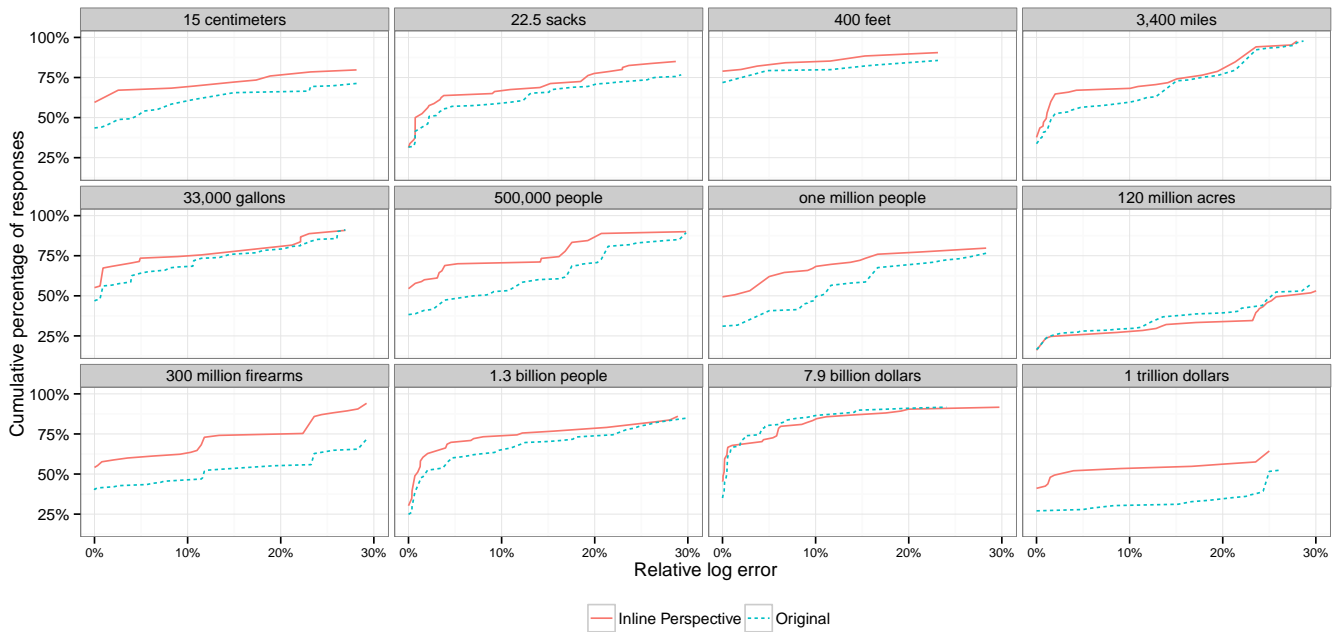 15 centimeters
22.5 sacks
400 feet
3,400 miles
100%
75%
50%
25%
33,000 gallons
500,000 people
one million people
120 million acres
100%
75%
50%
25%
300 million firearms
1.3 billion people
7.9 billion dollars
1 trillion dollars
100%
75%
50%
25%
Cumulative percentage of responses
0% 10% 20% 30%
0% 10% 20% 30%
0% 10% 20% 30%
0% 10% 20% 30%
Relative log error
Inline Perspective
Original